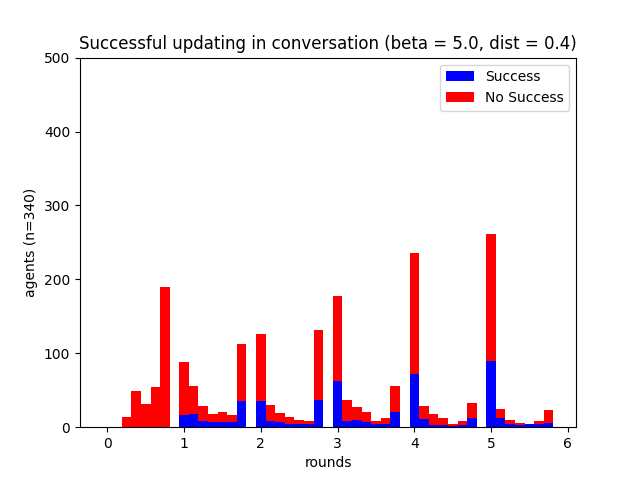 Successful updating in conversation (beta = 5.0, dist = 0.4)
Success
No Success
500
400
300
200
100
0
agents (n=340)
0 1 2 3 4 5 6
rounds